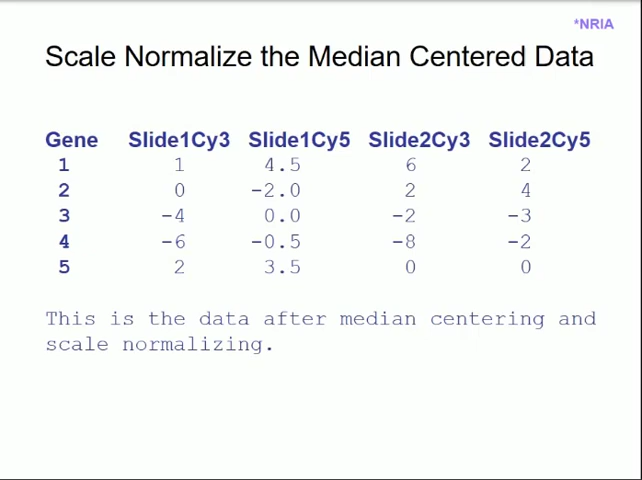 *NRIA
Scale Normalize the Median Centered Data
Gene Slide1Cy3 Slide1Cy5 Slide2Cy3 Slide2Cy5
1 1 4.5 6 2
2 0 -2.0 2 4
3 -4 0.0 -2 -3
4 -6 -0.5 -8 -2
5 2 3.5 0 0
This is the data after median centering and
scale normalizing.